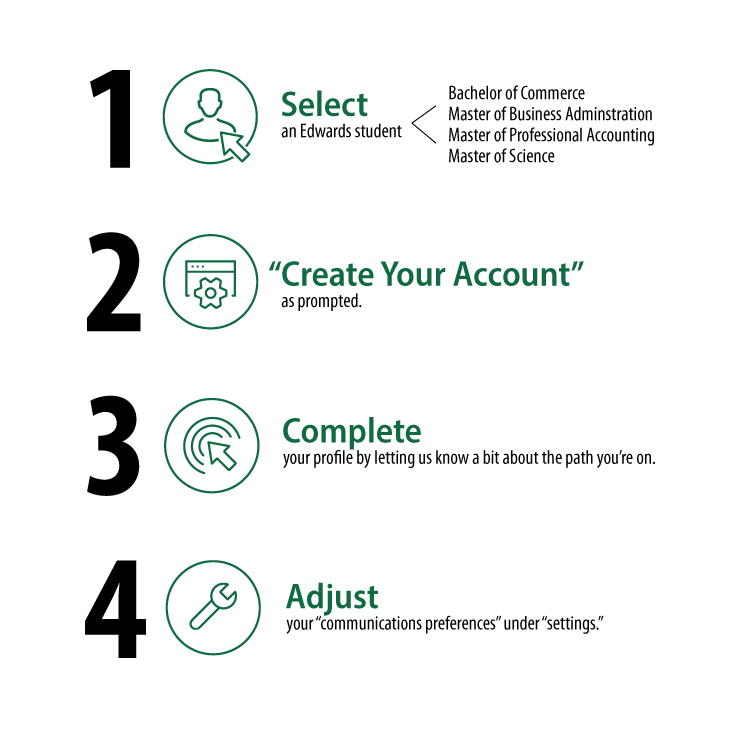 1
Select
an Edwards student
Bachelor of Commerce
Master of Business Adminstration
Master of Professional Accounting
Master of Science
2
“Create Your Account”
as prompted.
3
Complete
your profile by letting us know a bit about the path you’re on.
4
Adjust
your “communications preferences” under “settings.”